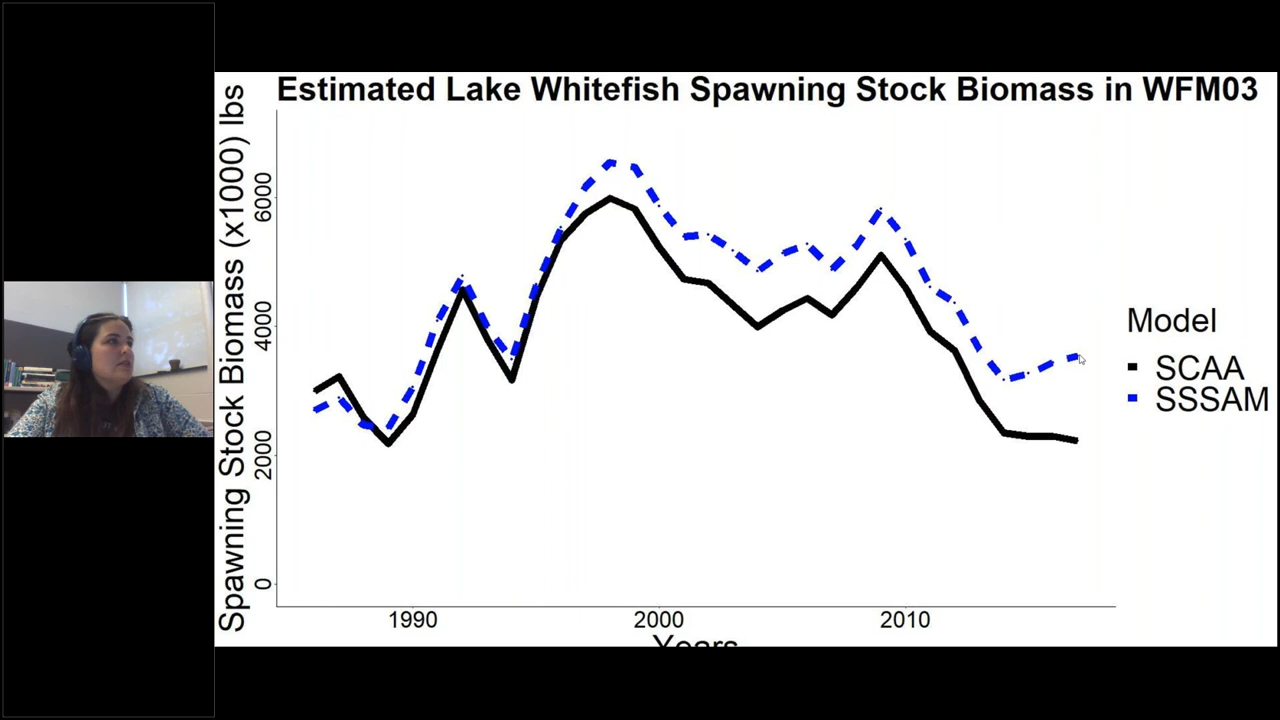 Estimated Lake Whitefish Spawning Stock Biomass in WFM03
Spawning Stock Biomass (x1000) lbs
6000
4000
2000
0
1990 2000 2010
Years
Model
SCAA
SSSAM